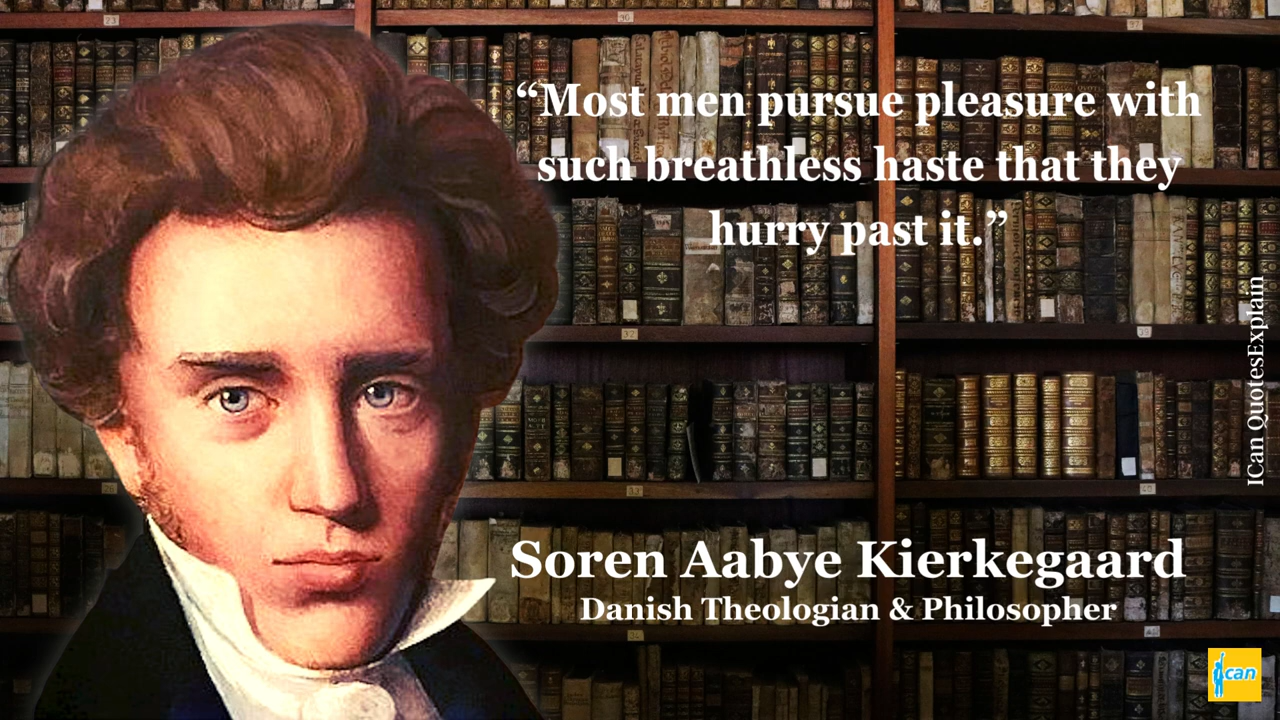 “Most men pursue pleasure with
such breathless haste that they
hurry past it.”
Soren Aabye Kierkegaard
Danish Theologian & Philosopher
ICan QuotesExplain
ican